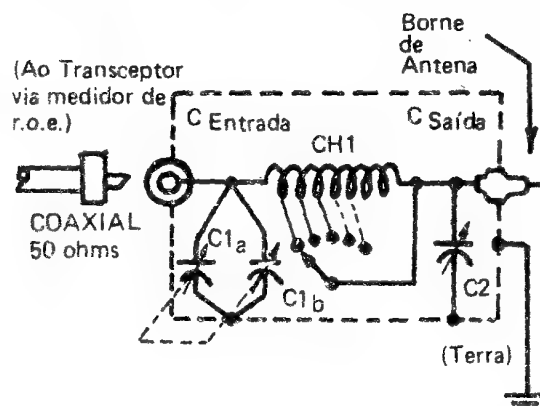 Borne
de
Antena
(Ao Transceptor
via medidor de
r.o.e.)
C Entrada
C Saída
CH1
COAXIAL
50 ohms
C1a
C1b
C2
(Terra)